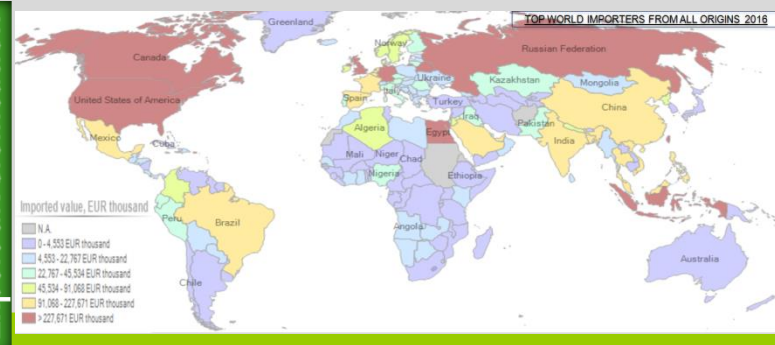 TOP WORLD IMPORTERS FROM ALL ORIGINS 2016
Greenland
Norway
Canada
Russian Federation
Ukraine
Kazakhstan
Mongolia
United States of America
Spain
Italy
Turkey
China
Iraq
Pakistan
Algeria
Egypt
Mexico
Cuba
India
Mali
Niger
Chad
Nigeria
Ethiopia
Imported value, EUR thousand
Peru
Brazil
Angola
Australia
Chile
N.A.
0 - 4,553 EUR thousand
4,553 - 22,767 EUR thousand
22,767 - 45,534 EUR thousand
45,534 - 91,068 EUR thousand
91,068 - 227,671 EUR thousand
> 227,671 EUR thousand